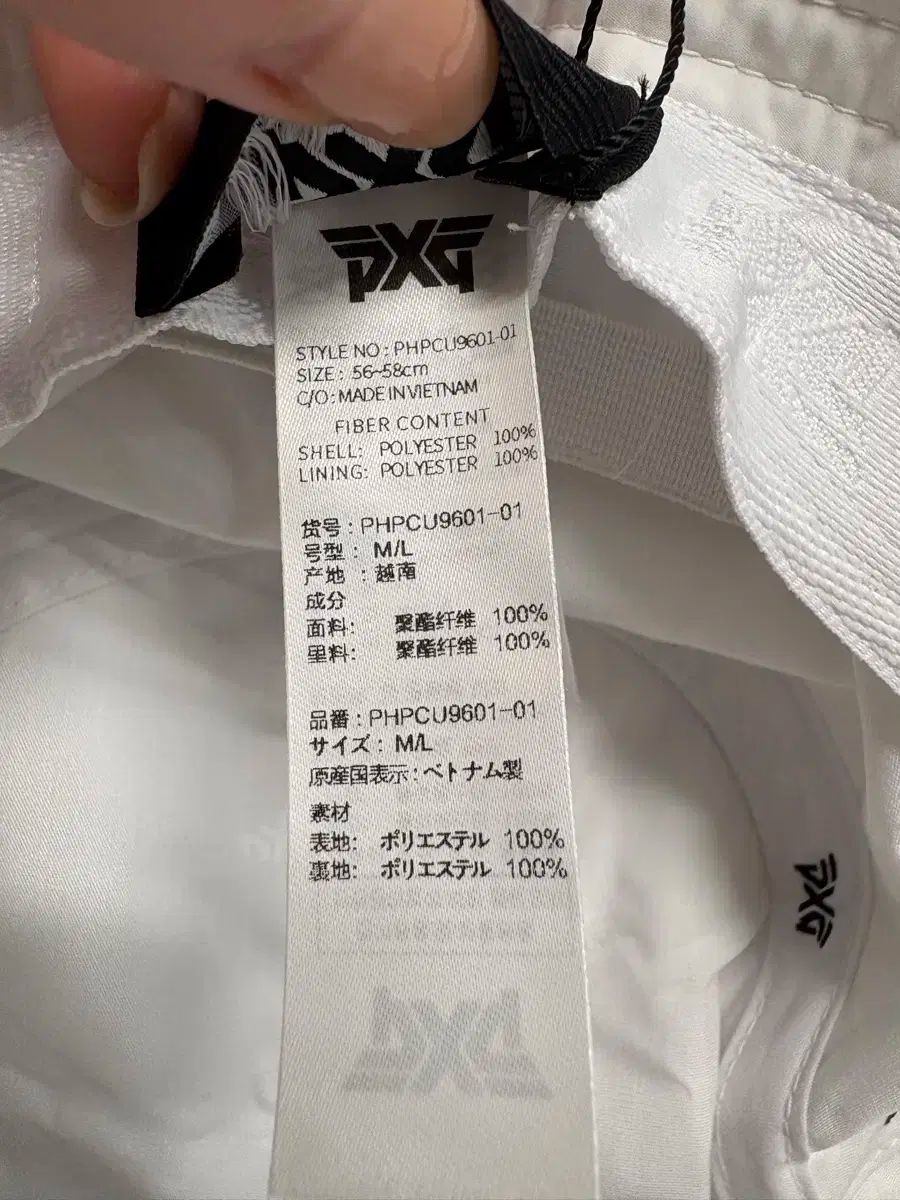 PXG
STYLE NO : PHPCU9601-01
SIZE : 56~58cm
C/O : MADE IN VIETNAM
FIBER CONTENT
SHELL: POLYESTER 100%
LINING: POLYESTER 100%
货号 : PHPCU9601-01
号型 : M/L
产地 : 越南
成分
面料: 聚酯纤维 100%
里料: 聚酯纤维 100%
品番 : PHPCU9601-01
サイズ : M/L
原産国表示 : ベトナム製
素材
表地: ポリエステル 100%
裏地: ポリエステル 100%
PXG